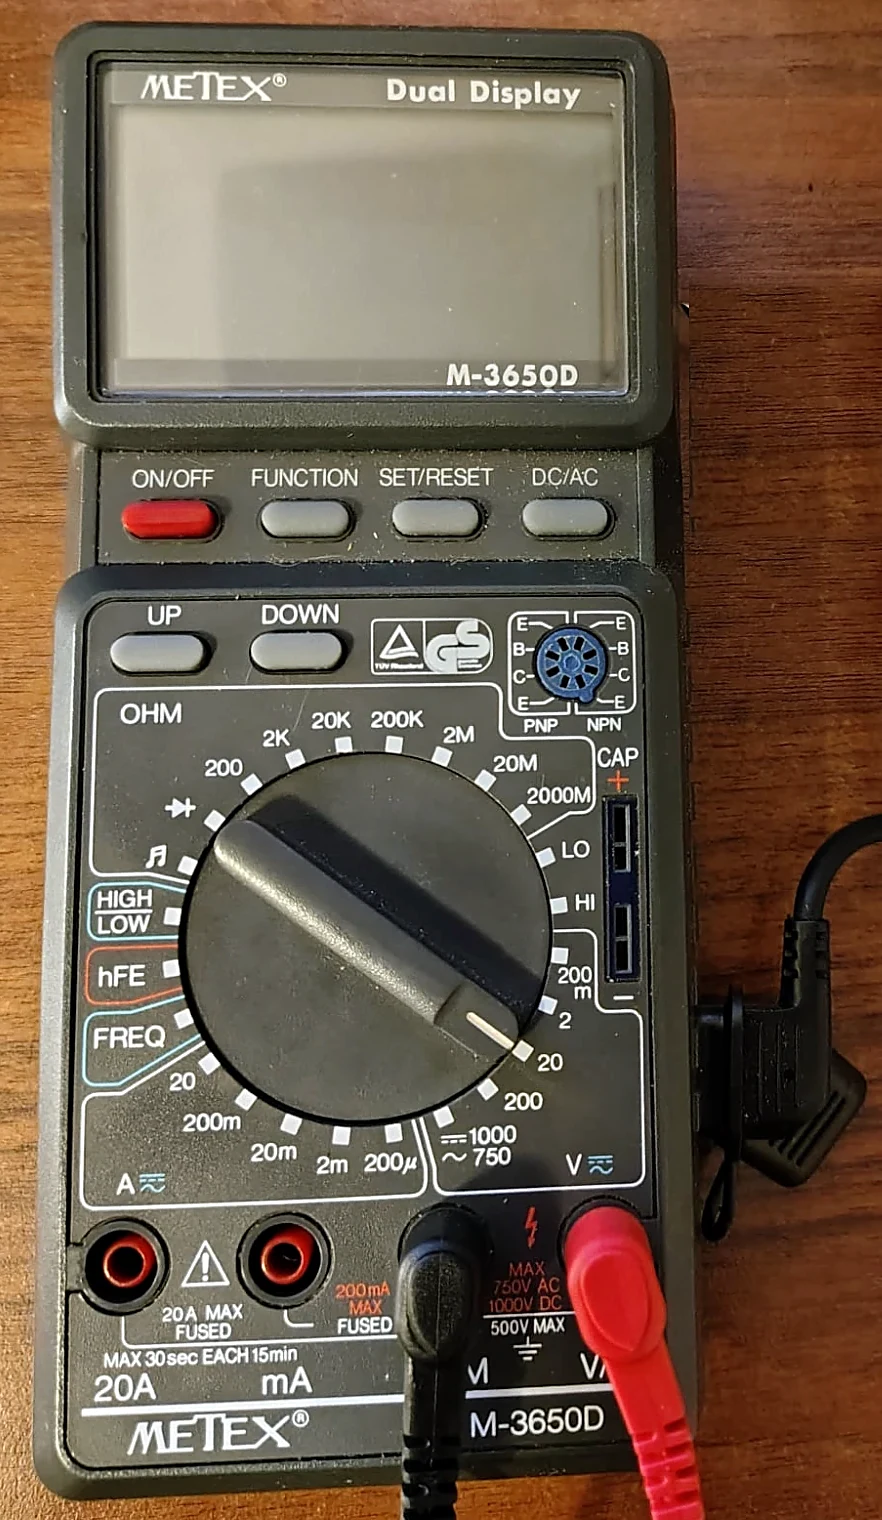 METEX® Dual Display
M-3650D
ON/OFF FUNCTION SET/RESET DC/AC
UP DOWN
TÜV Rheinland
GS
E E
B B
C C
E E
PNP NPN
OHM
200 2K 20K 200K 2M 20M 2000M
CAP
+
LO
HI
−
HIGH
LOW
hFE
FREQ
200
m
2
20
200
1000
~ 750
V
20
200m
20m
2m
200µ
A
20A MAX
FUSED
200mA
MAX
FUSED
MAX
750V AC
1000V DC
500V MAX
MAX 30sec EACH 15min
20A mA M V/
METEX® M-3650D